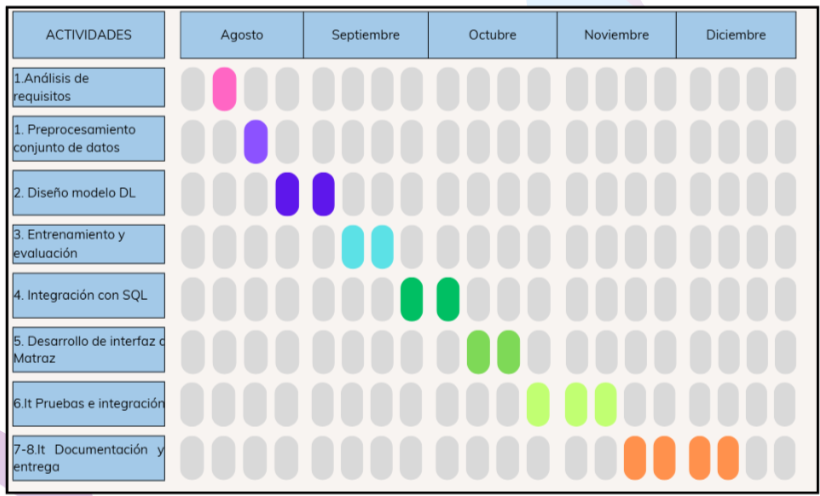 ACTIVIDADES
Agosto
Septiembre
Octubre
Noviembre
Diciembre
1.Análisis de
requisitos
1. Preprocesamiento
conjunto de datos
2. Diseño modelo DL
3. Entrenamiento y
evaluación
4. Integración con SQL
5. Desarrollo de interfaz
Matraz
6.It Pruebas e integración
7-8.It Documentación y
entrega